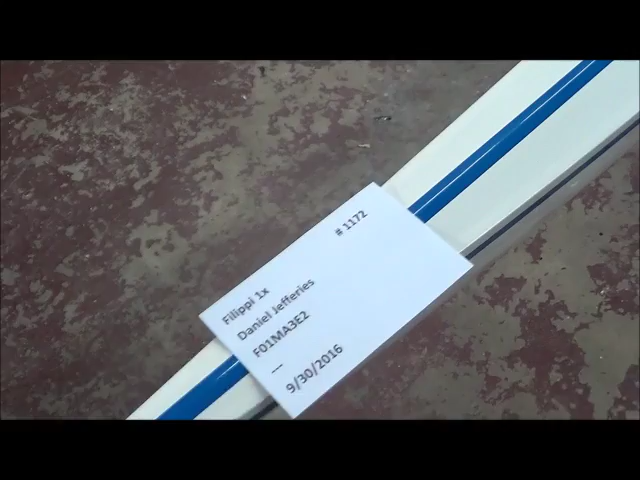 # 1172
Filippi 1x
Daniel Jefferies
F01MA3E2
—
9/30/2016